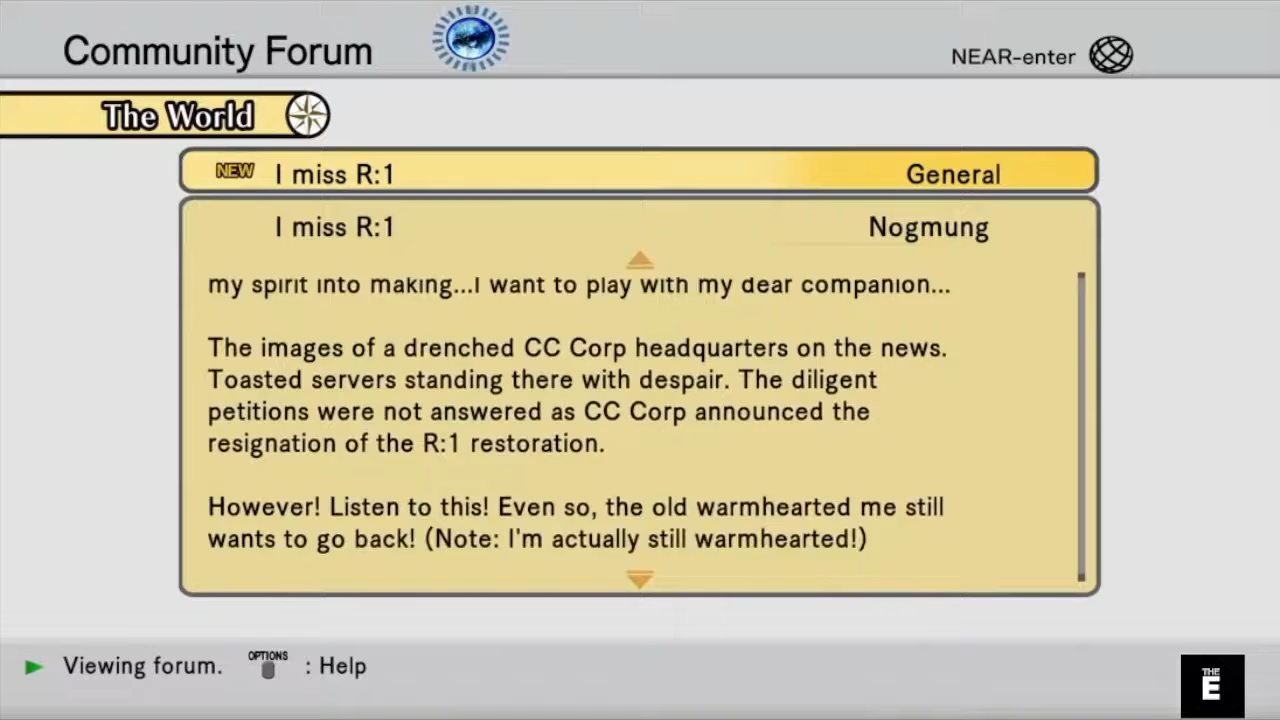 Community Forum
NEAR-enter
The World
NEW I miss R:1 General
I miss R:1 Nogmung
my spirit into making...I want to play with my dear companion...
The images of a drenched CC Corp headquarters on the news.
Toasted servers standing there with despair. The diligent
petitions were not answered as CC Corp announced the
resignation of the R:1 restoration.
However! Listen to this! Even so, the old warmhearted me still
wants to go back! (Note: I'm actually still warmhearted!)
Viewing forum. OPTIONS : Help
THE
E